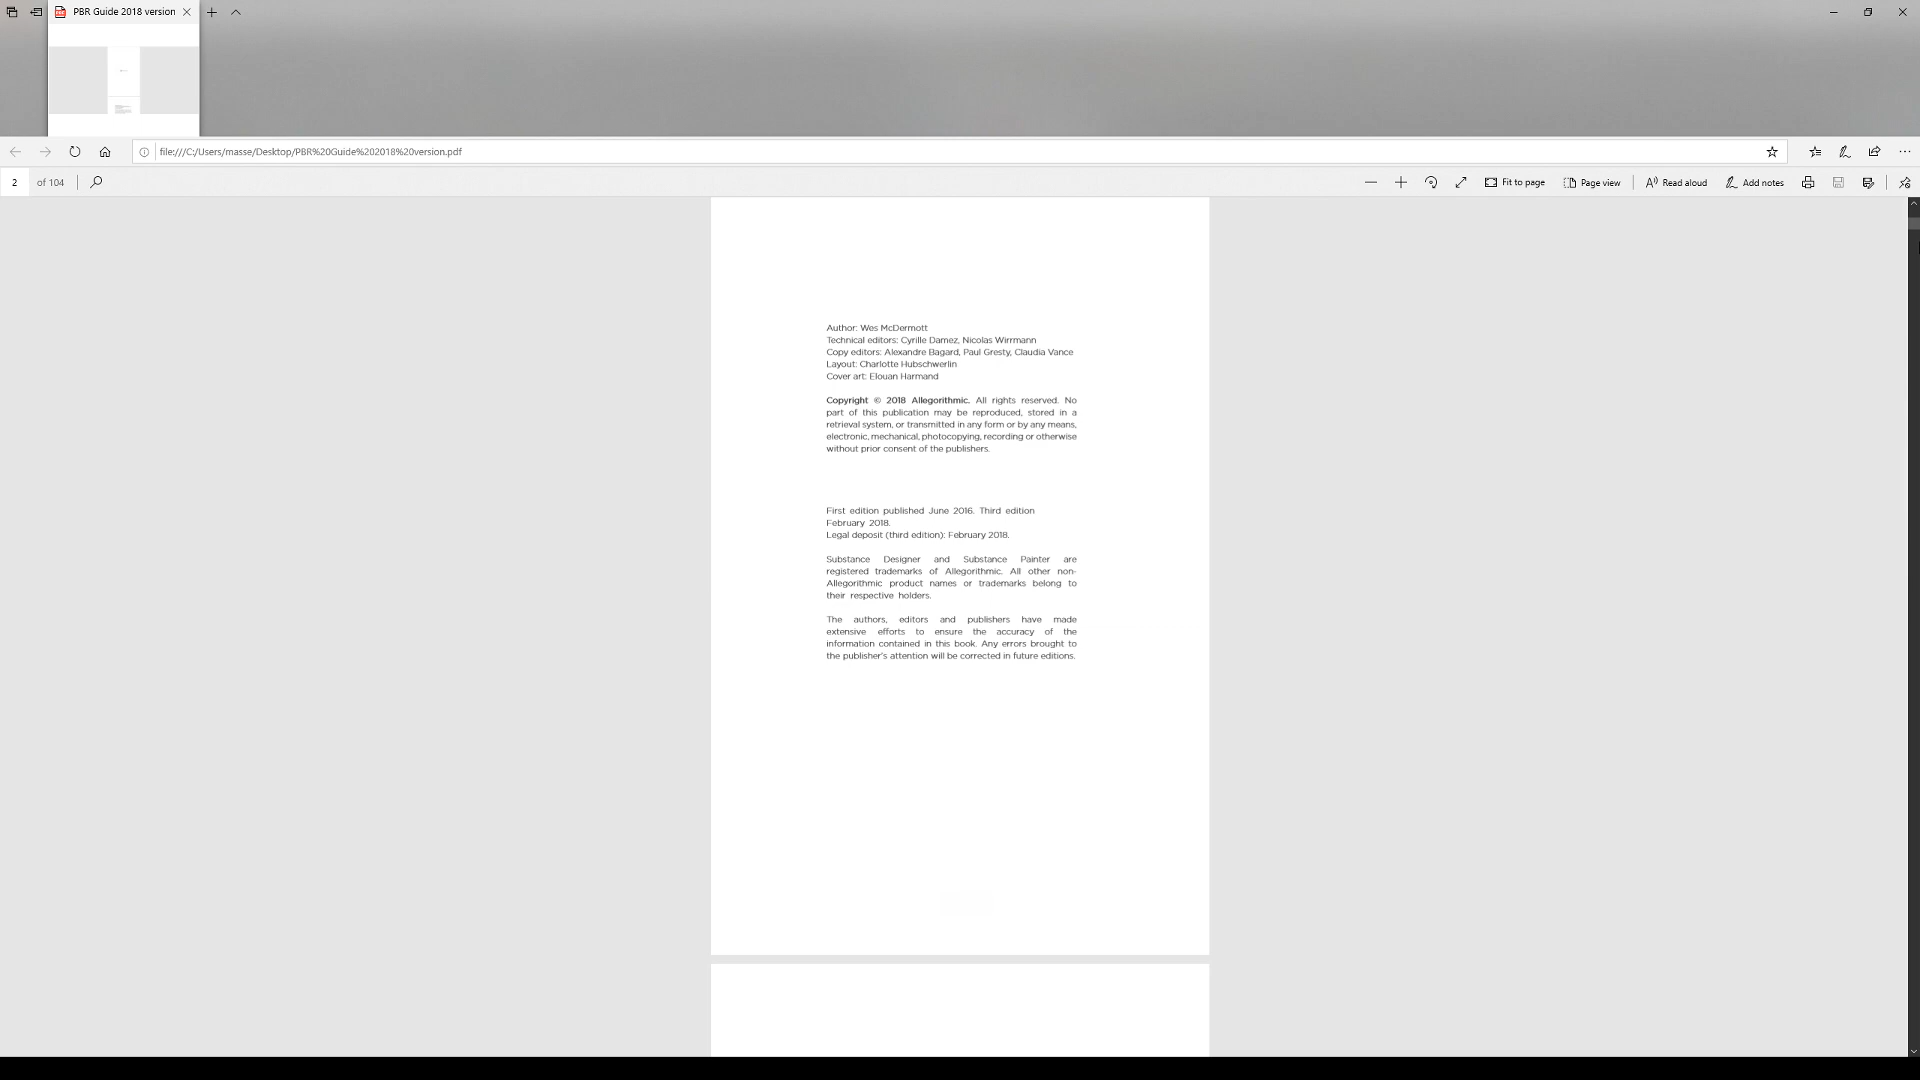 PBR Guide 2018 version
file:///C:/Users/masse/Desktop/PBR%20Guide%202018%20version.pdf
2 of 104 Fit to page Page view Read aloud Add notes
Author: Wes McDermott
Technical editors: Cyrille Damez, Nicolas Wirrmann
Copy editors: Alexandre Bagard, Paul Gresty, Claudia Vance
Layout: Charlotte Hubschwerlin
Cover art: Elouan Harmand
Copyright © 2018 Allegorithmic. All rights reserved. No
part of this publication may be reproduced, stored in a
retrieval system, or transmitted in any form or by any means,
electronic, mechanical, photocopying, recording or otherwise
without prior consent of the publishers.
First edition published June 2016. Third edition
February 2018.
Legal deposit (third edition): February 2018.
Substance Designer and Substance Painter are
registered trademarks of Allegorithmic. All other non-
Allegorithmic product names or trademarks belong to
their respective holders.
The authors, editors and publishers have made
extensive efforts to ensure the accuracy of the
information contained in this book. Any errors brought to
the publisher's attention will be corrected in future editions.